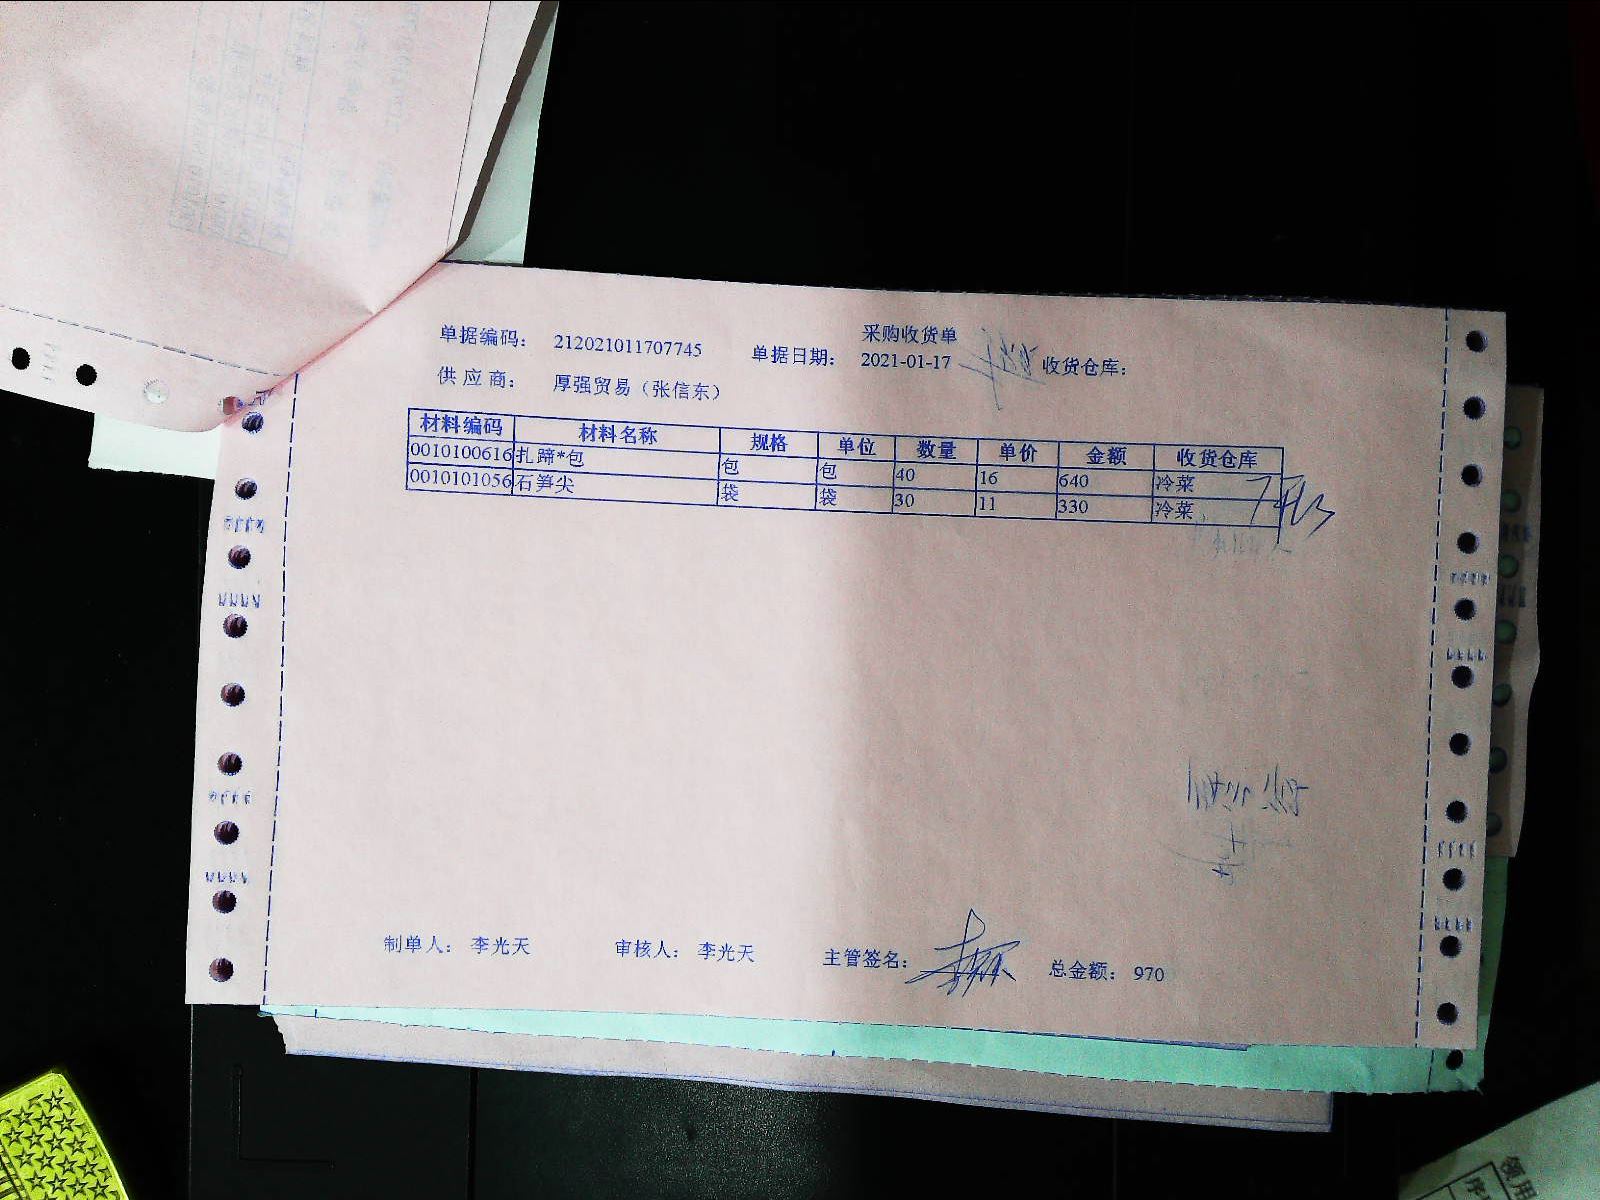 采购收货单
单据编码： 212021011707745 单据日期： 2021-01-17 收货仓库：
供应商： 厚强贸易（张信东）
材料编码 材料名称 规格 单位 数量 单价 金额 收货仓库
0010100616 扎蹄*包 包 包 40 16 640 冷菜
0010101056 石笋尖 袋 袋 30 11 330 冷菜
制单人： 李光天 审核人： 李光天 主管签名： 总金额： 970
领用
序